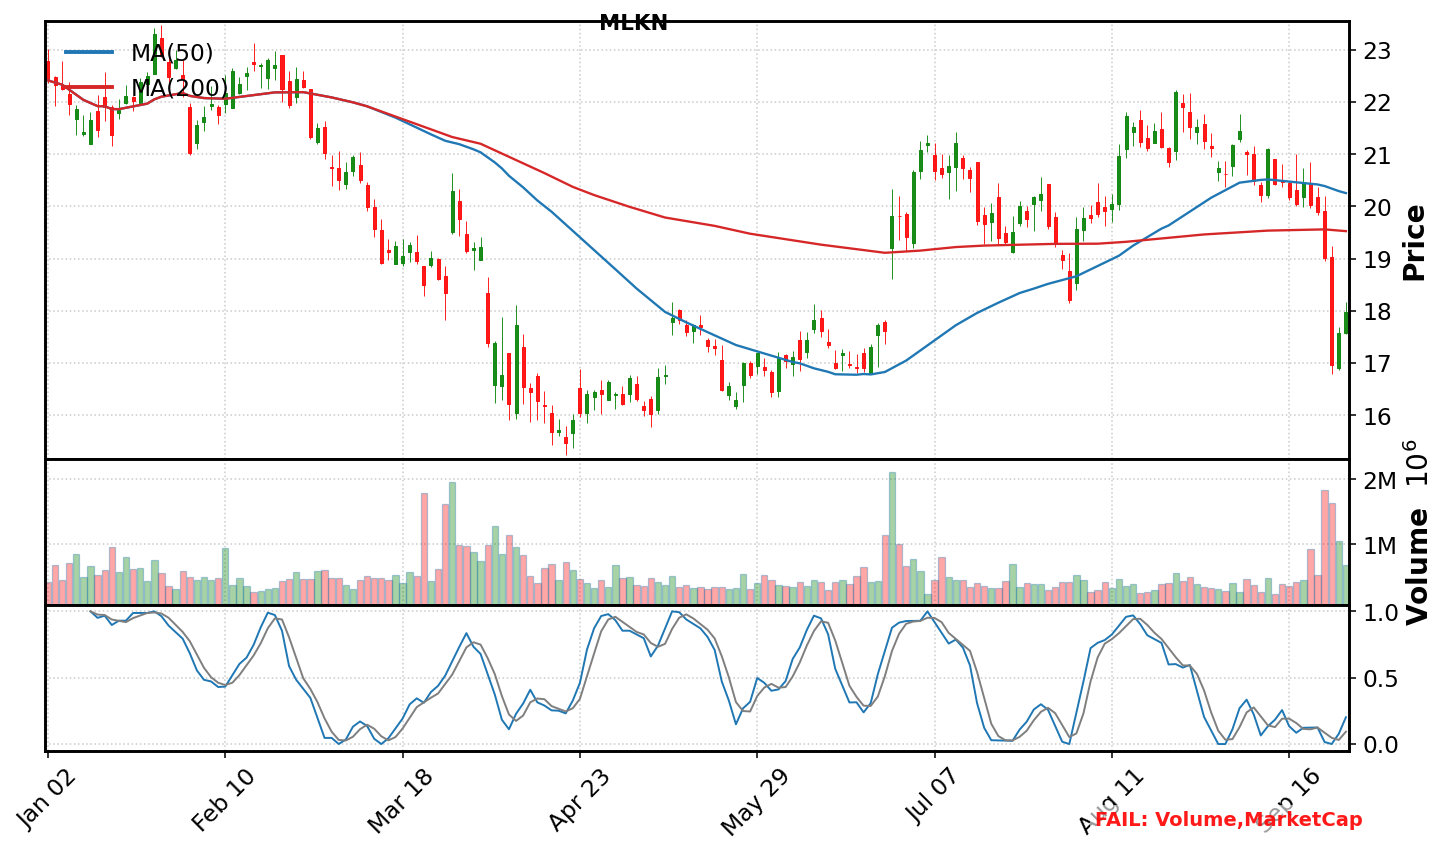 MLKN
MA(50)
MA(200)
23
22
21
20
19
18
17
16
Price
2M
1M
Volume 10^6
1.0
0.5
0.0
Jan 02
Feb 10
Mar 18
Apr 23
May 29
Jul 07
Aug 11
Sep 16
FAIL: Volume,MarketCap